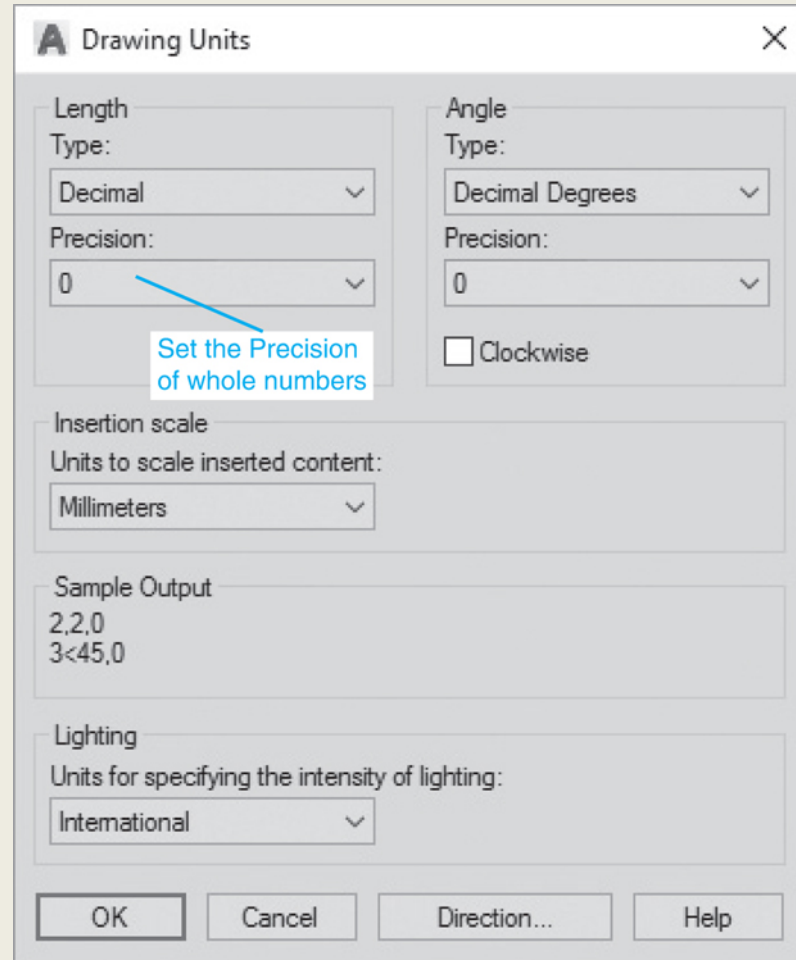 Drawing Units
Length
Type:
Decimal
Precision:
0
Set the Precision
of whole numbers
Angle
Type:
Decimal Degrees
Precision:
0
Clockwise
Insertion scale
Units to scale inserted content:
Millimeters
Sample Output
2,2,0
3<45,0
Lighting
Units for specifying the intensity of lighting:
International
OK
Cancel
Direction...
Help